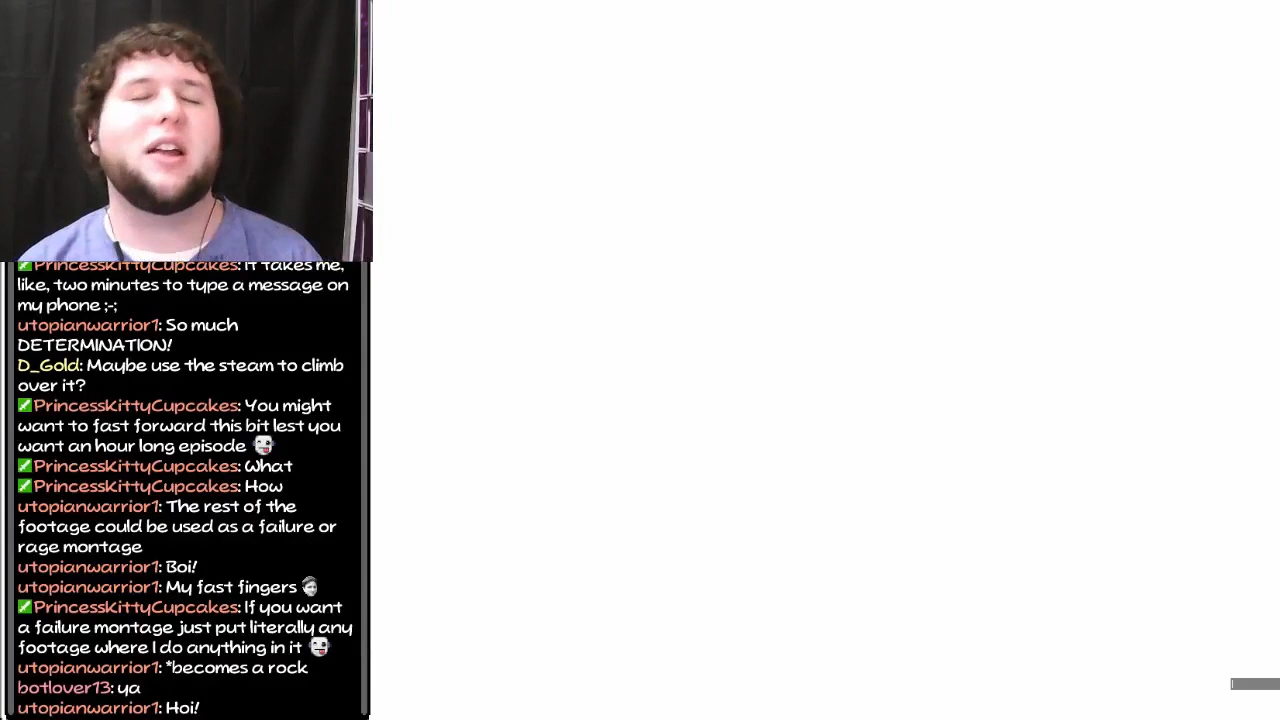 PrincessKittyCupcakes: It takes me,
like, two minutes to type a message on
my phone ;-;
utopianwarrior1: So much
DETERMINATION!
D_Gold: Maybe use the steam to climb
over it?
PrincessKittyCupcakes: You might
want to fast forward this bit lest you
want an hour long episode
PrincessKittyCupcakes: What
PrincessKittyCupcakes: How
utopianwarrior1: The rest of the
footage could be used as a failure or
rage montage
utopianwarrior1: Boi!
utopianwarrior1: My fast fingers
PrincessKittyCupcakes: If you want
a failure montage just put literally any
footage where I do anything in it
utopianwarrior1: *becomes a rock
botlover13: ya
utopianwarrior1: Hoi!